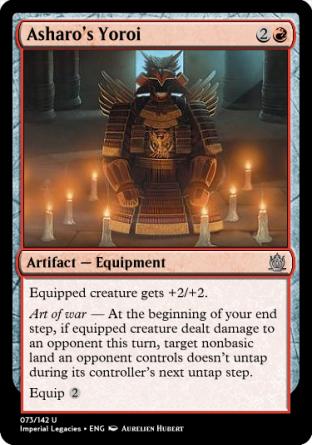 Asharo's Yoroi 2
Artifact — Equipment
Equipped creature gets +2/+2.
Art of war — At the beginning of your end
step, if equipped creature dealt damage to
an opponent this turn, target nonbasic
land an opponent controls doesn't untap
during its controller's next untap step.
Equip 2
073/142 U
Imperial Legacies • ENG Aurelien Hubert